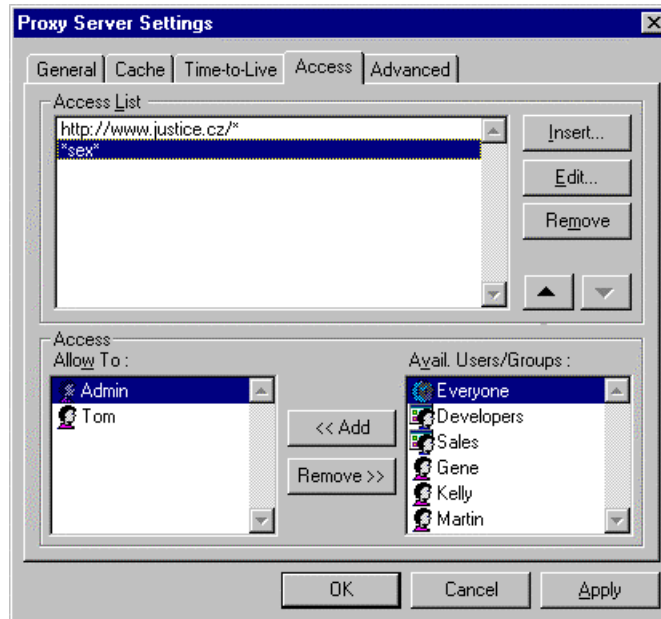 Proxy Server Settings
General Cache Time-to-Live Access Advanced
Access List
http://www.justice.cz/*
*sex*
Insert...
Edit...
Remove
Access
Allow To :
Admin
Tom
<< Add
Remove >>
Avail. Users/Groups :
Everyone
Developers
Sales
Gene
Kelly
Martin
OK Cancel Apply